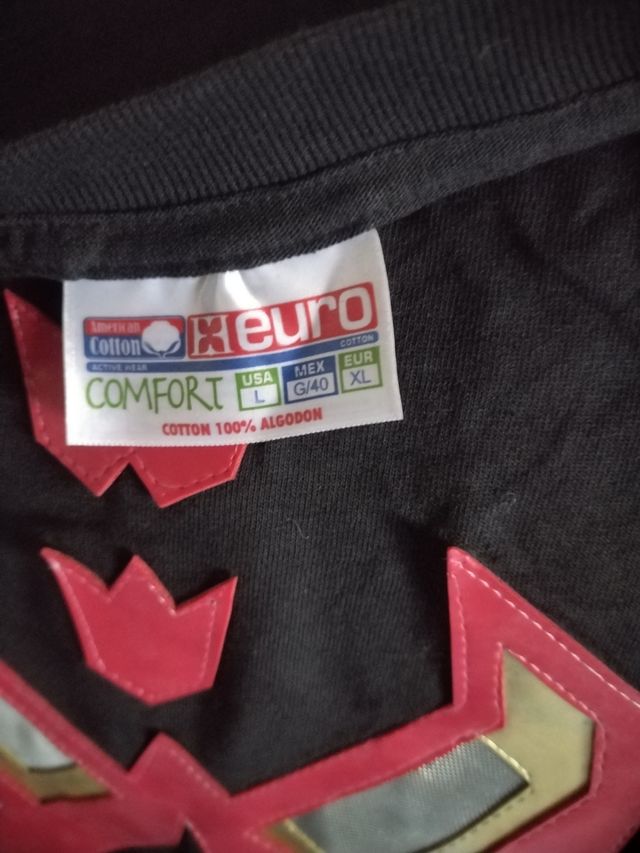 American
Cotton
euro
COTTON
ACTIVE WEAR
COMFORT
USA
L
MEX
G/40
EUR
XL
COTTON 100% ALGODON